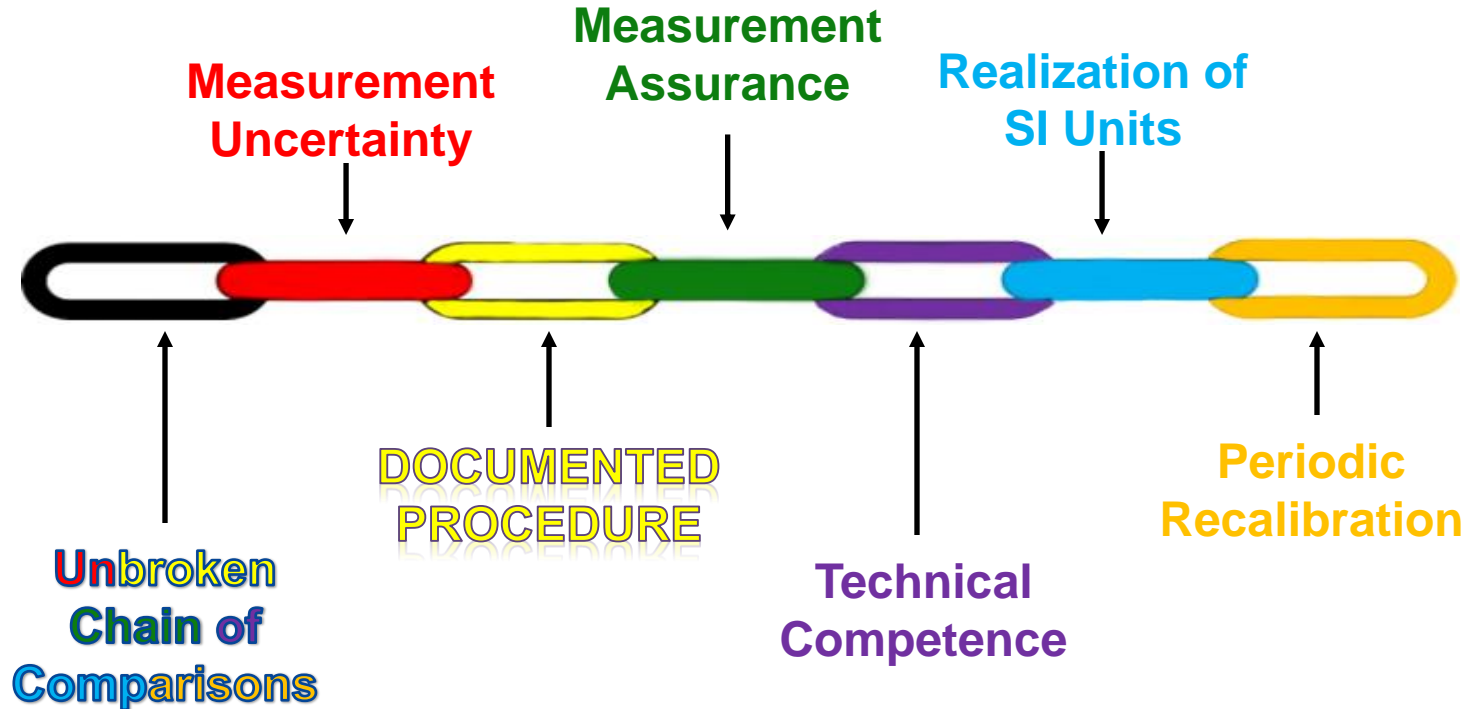 Measurement
Uncertainty
Measurement
Assurance
Realization of
SI Units
Unbroken
Chain of
Comparisons
DOCUMENTED
PROCEDURE
Technical
Competence
Periodic
Recalibration